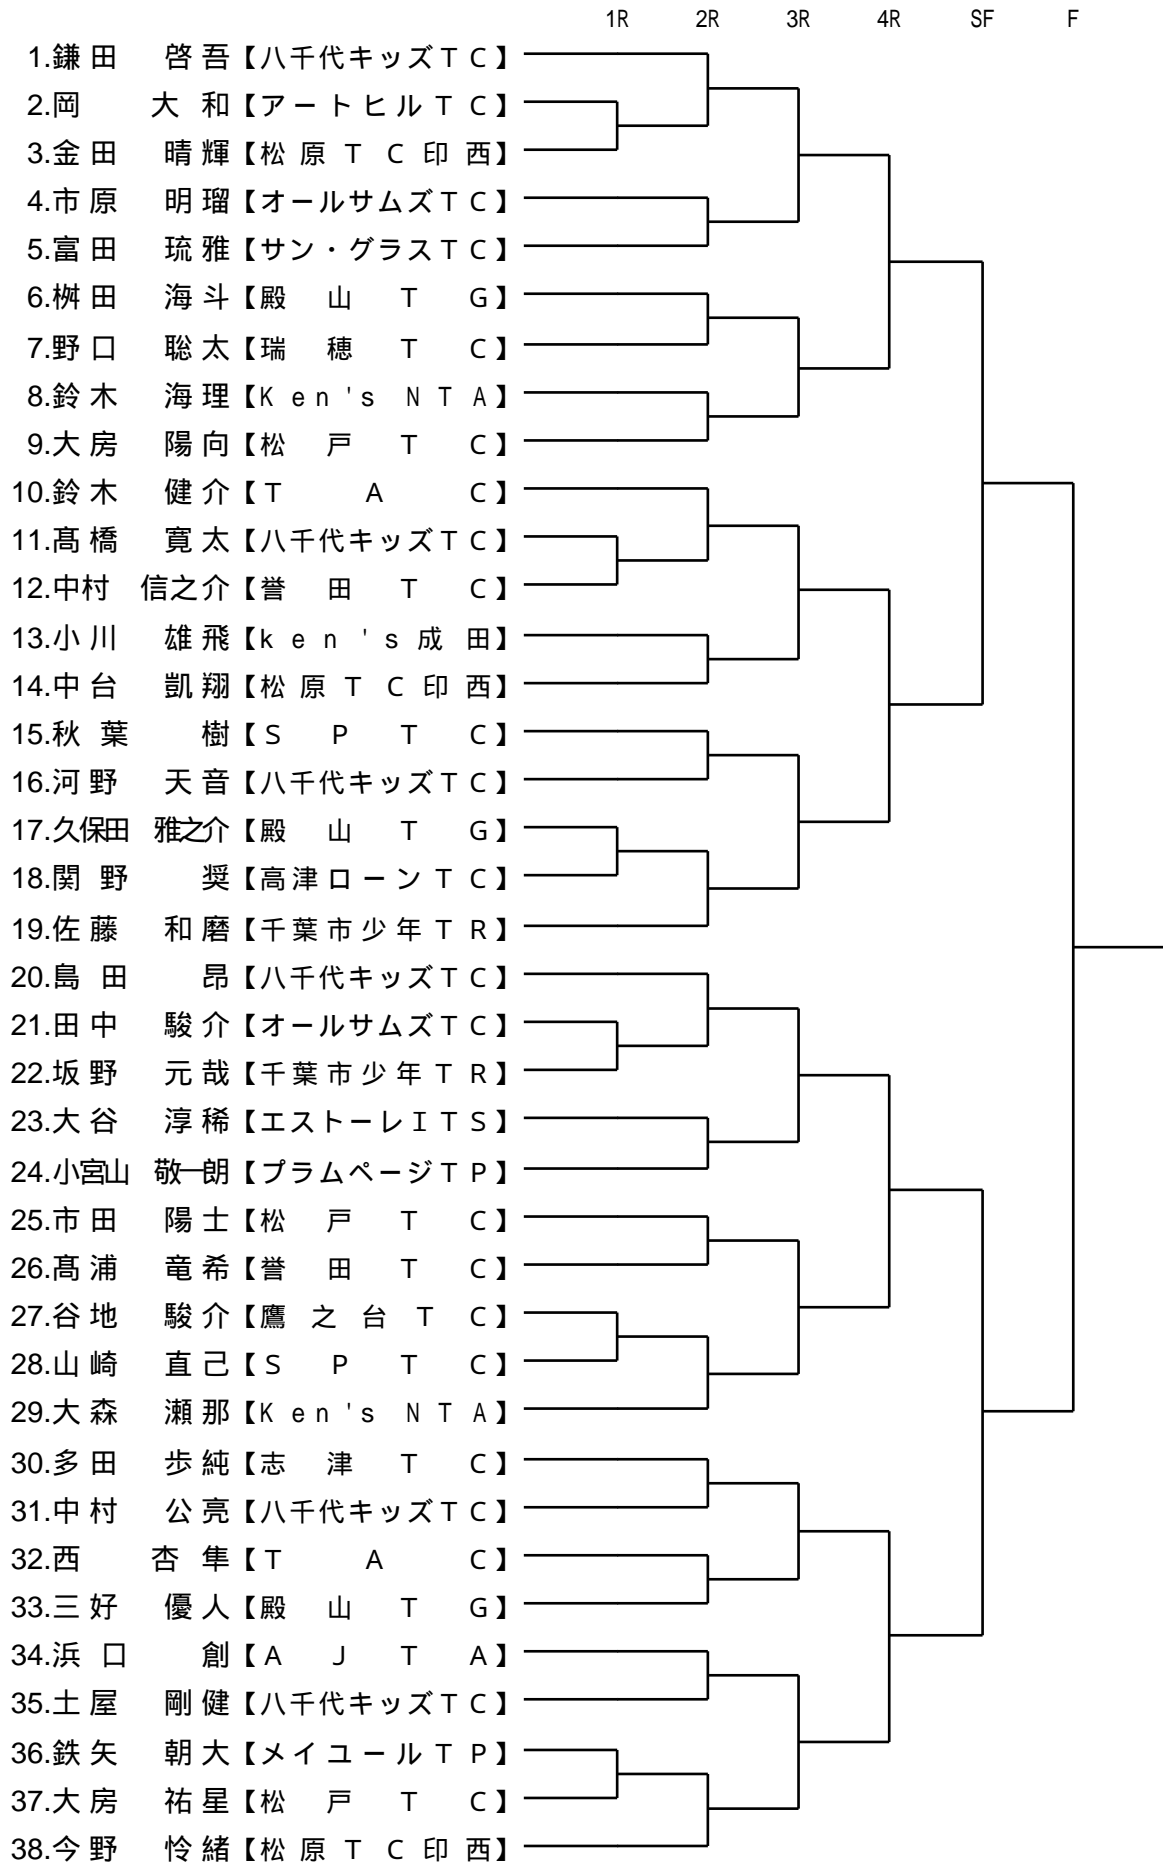 1R 2R 3R 4R SF F
1.鎌田 啓吾【八千代キッズTC】
2.岡 大和【アートヒルTC】
3.金田 晴輝【松原TC印西】
4.市原 明瑠【オールサムズTC】
5.富田 琉雅【サン・グラスTC】
6.桝田 海斗【殿山TG】
7.野口 聡太【瑞穂TC】
8.鈴木 海理【Ken's NTA】
9.大房 陽向【松戸TC】
10.鈴木 健介【TAC】
11.髙橋 寛太【八千代キッズTC】
12.中村 信之介【誉田TC】
13.小川 雄飛【ken's成田】
14.中台 凱翔【松原TC印西】
15.秋葉 樹【SPTC】
16.河野 天音【八千代キッズTC】
17.久保田 雅之介【殿山TG】
18.関野 奨【高津ローンTC】
19.佐藤 和磨【千葉市少年TR】
20.島田 昂【八千代キッズTC】
21.田中 駿介【オールサムズTC】
22.坂野 元哉【千葉市少年TR】
23.大谷 淳稀【エストーレITS】
24.小宮山 敬一朗【プラムページTP】
25.市田 陽士【松戸TC】
26.髙浦 竜希【誉田TC】
27.谷地 駿介【鷹之台TC】
28.山崎 直己【SPTC】
29.大森 瀬那【Ken's NTA】
30.多田 歩純【志津TC】
31.中村 公亮【八千代キッズTC】
32.西 杏隼【TAC】
33.三好 優人【殿山TG】
34.浜口 創【AJTA】
35.土屋 剛健【八千代キッズTC】
36.鉄矢 朝大【メイユールTP】
37.大房 祐星【松戸TC】
38.今野 怜緒【松原TC印西】